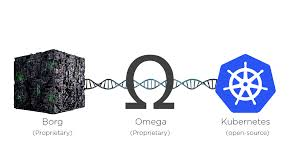 Borg
(Proprietary)
Omega
(Proprietary)
Kubernetes
(open-source)